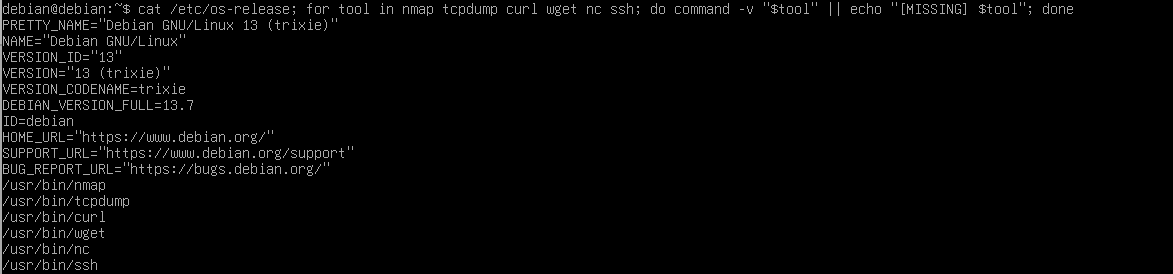 debian@debian:~$ cat /etc/os-release; for tool in nmap tcpdump curl wget nc ssh; do command -v "$tool" || echo "[MISSING] $tool"; done
PRETTY_NAME="Debian GNU/Linux 13 (trixie)"
NAME="Debian GNU/Linux"
VERSION_ID="13"
VERSION="13 (trixie)"
VERSION_CODENAME=trixie
DEBIAN_VERSION_FULL=13.7
ID=debian
HOME_URL="https://www.debian.org/"
SUPPORT_URL="https://www.debian.org/support"
BUG_REPORT_URL="https://bugs.debian.org/"
/usr/bin/nmap
/usr/bin/tcpdump
/usr/bin/curl
/usr/bin/wget
/usr/bin/nc
/usr/bin/ssh